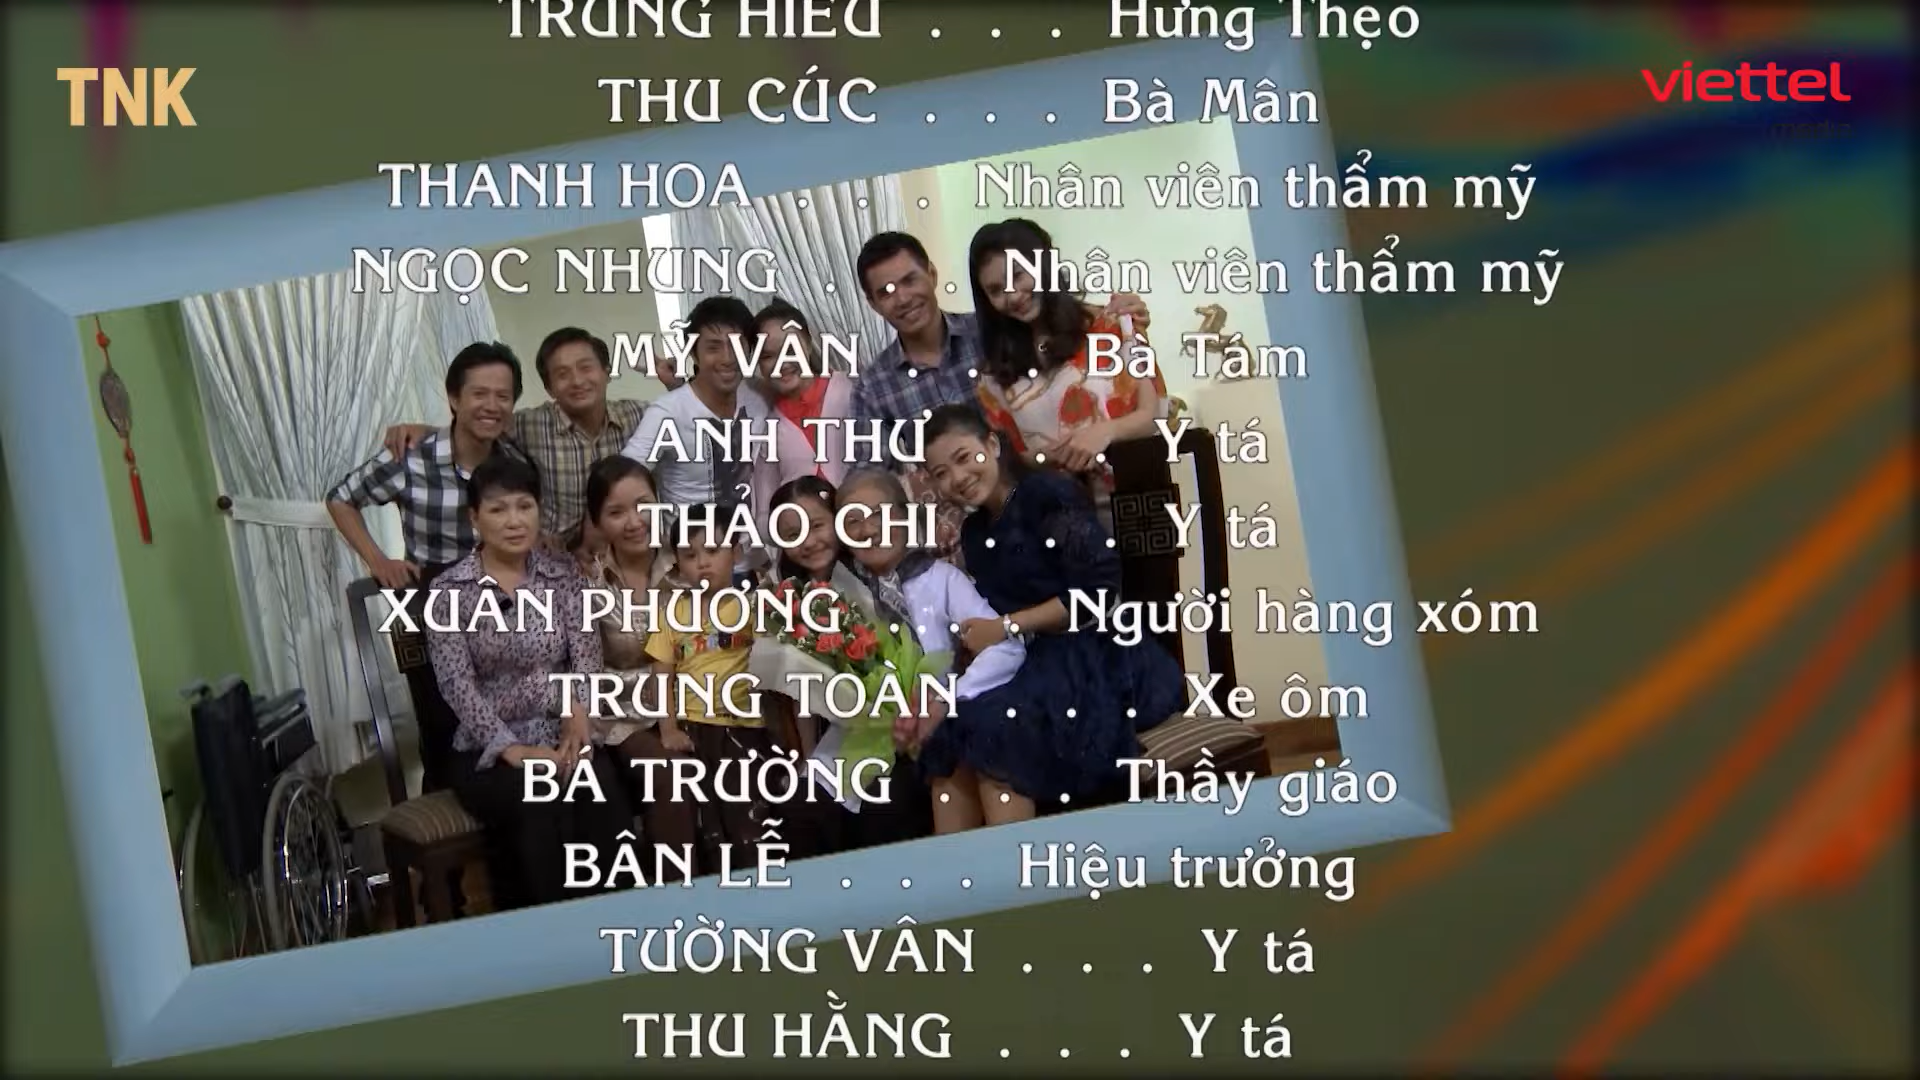 TRUNG HIẾU . . . Hưng Thẹo
TNK
viettel
THU CÚC . . . Bà Mân
THANH HOA . . . Nhân viên thẩm mỹ
NGỌC NHUNG . . . Nhân viên thẩm mỹ
MỸ VÂN . . . Bà Tám
ANH THƯ . . . Y tá
THẢO CHI . . . Y tá
XUÂN PHƯƠNG . . . Người hàng xóm
TRUNG TOÀN . . . Xe ôm
BÁ TRƯỜNG . . . Thầy giáo
BÂN LỄ . . . Hiệu trưởng
TƯỜNG VÂN . . . Y tá
THU HẰNG . . . Y tá